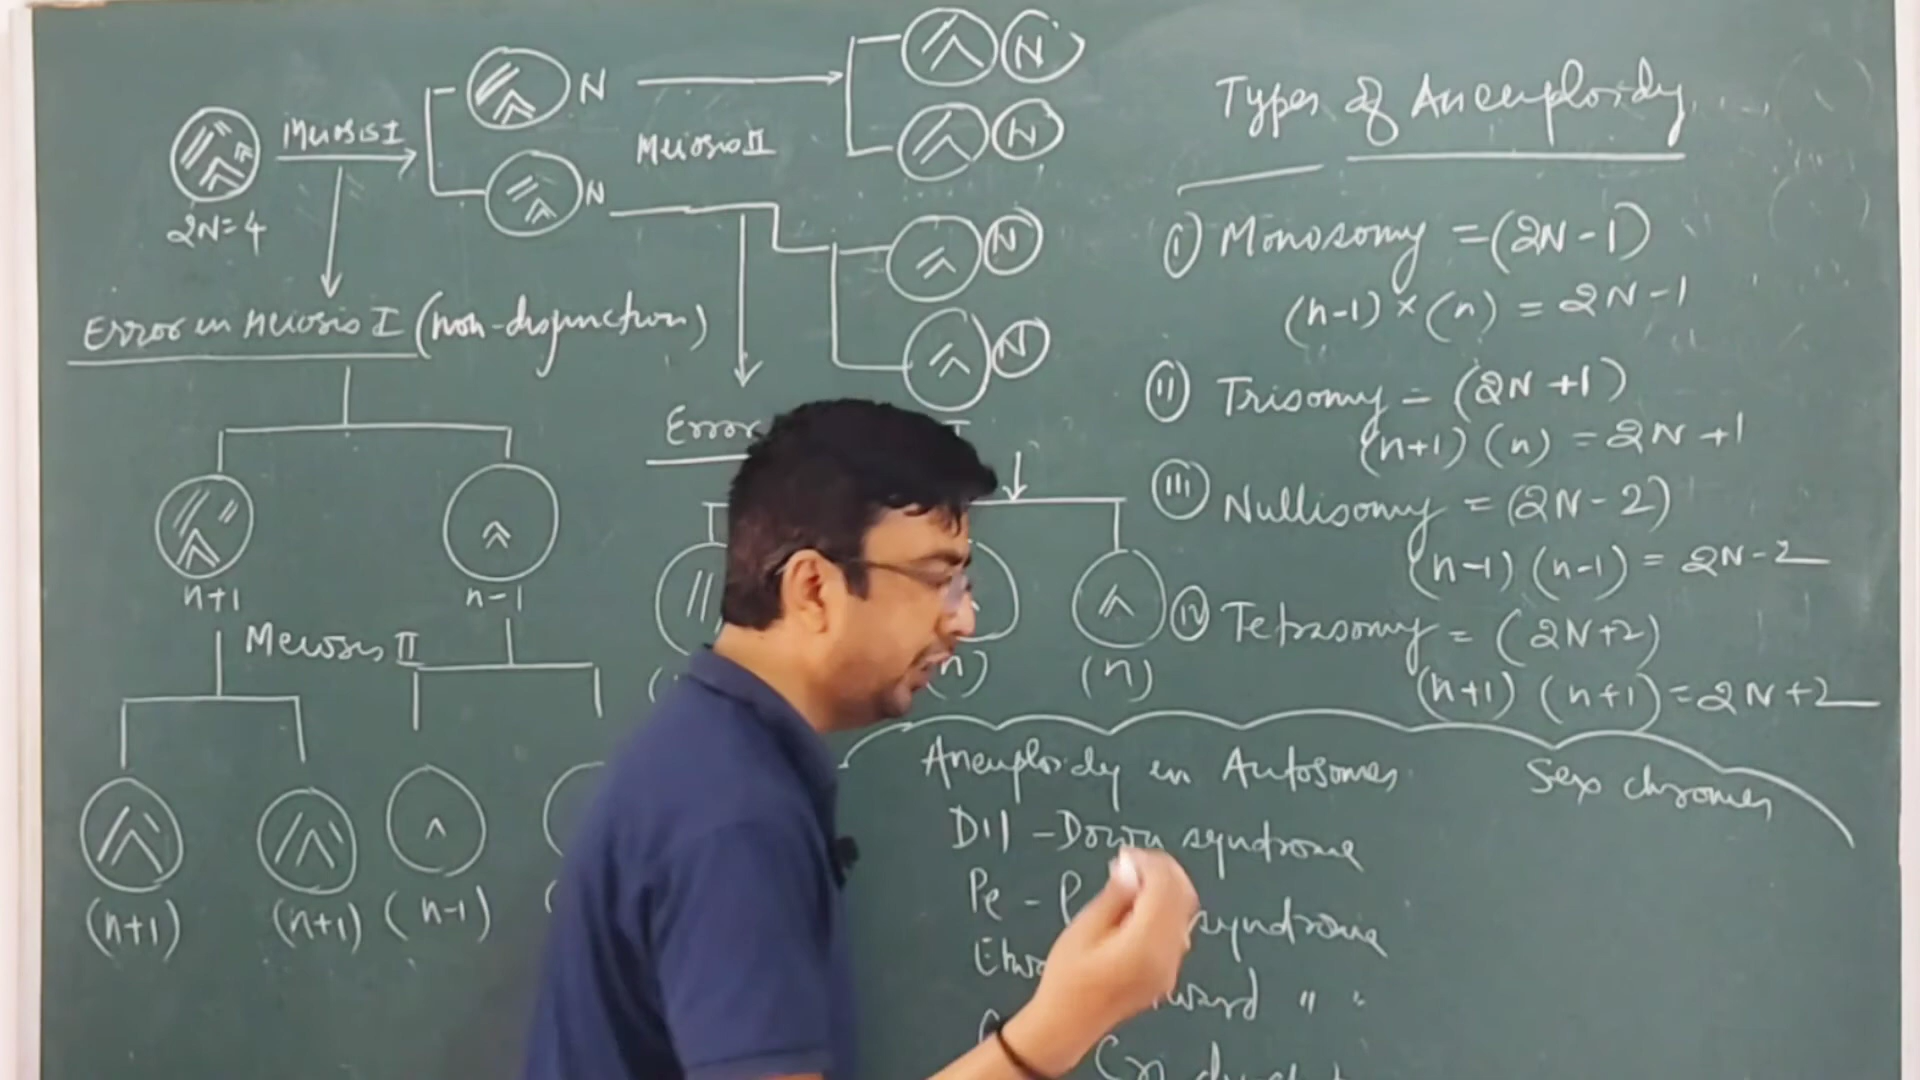 Meiosis I
2N=4
N
N
Meiosis II
N
N
N
N
Error in Meiosis I (non-disjunction)
n+1
n-1
Meiosis II
(n+1)
(n+1)
(n-1)
Error
(n)
(n)
Types of Aneuploidy
(i) Monosomy = (2N-1)
(n-1) × (n) = 2N-1
(ii) Trisomy = (2N+1)
(n+1) (n) = 2N+1
(iii) Nullisomy = (2N-2)
(n-1) (n-1) = 2N-2
(iv) Tetrasomy = (2N+2)
(n+1) (n+1) = 2N+2
Aneuploidy in Autosomes
Sex chromes
Down syndrome
Pe - syndrome
ward " "